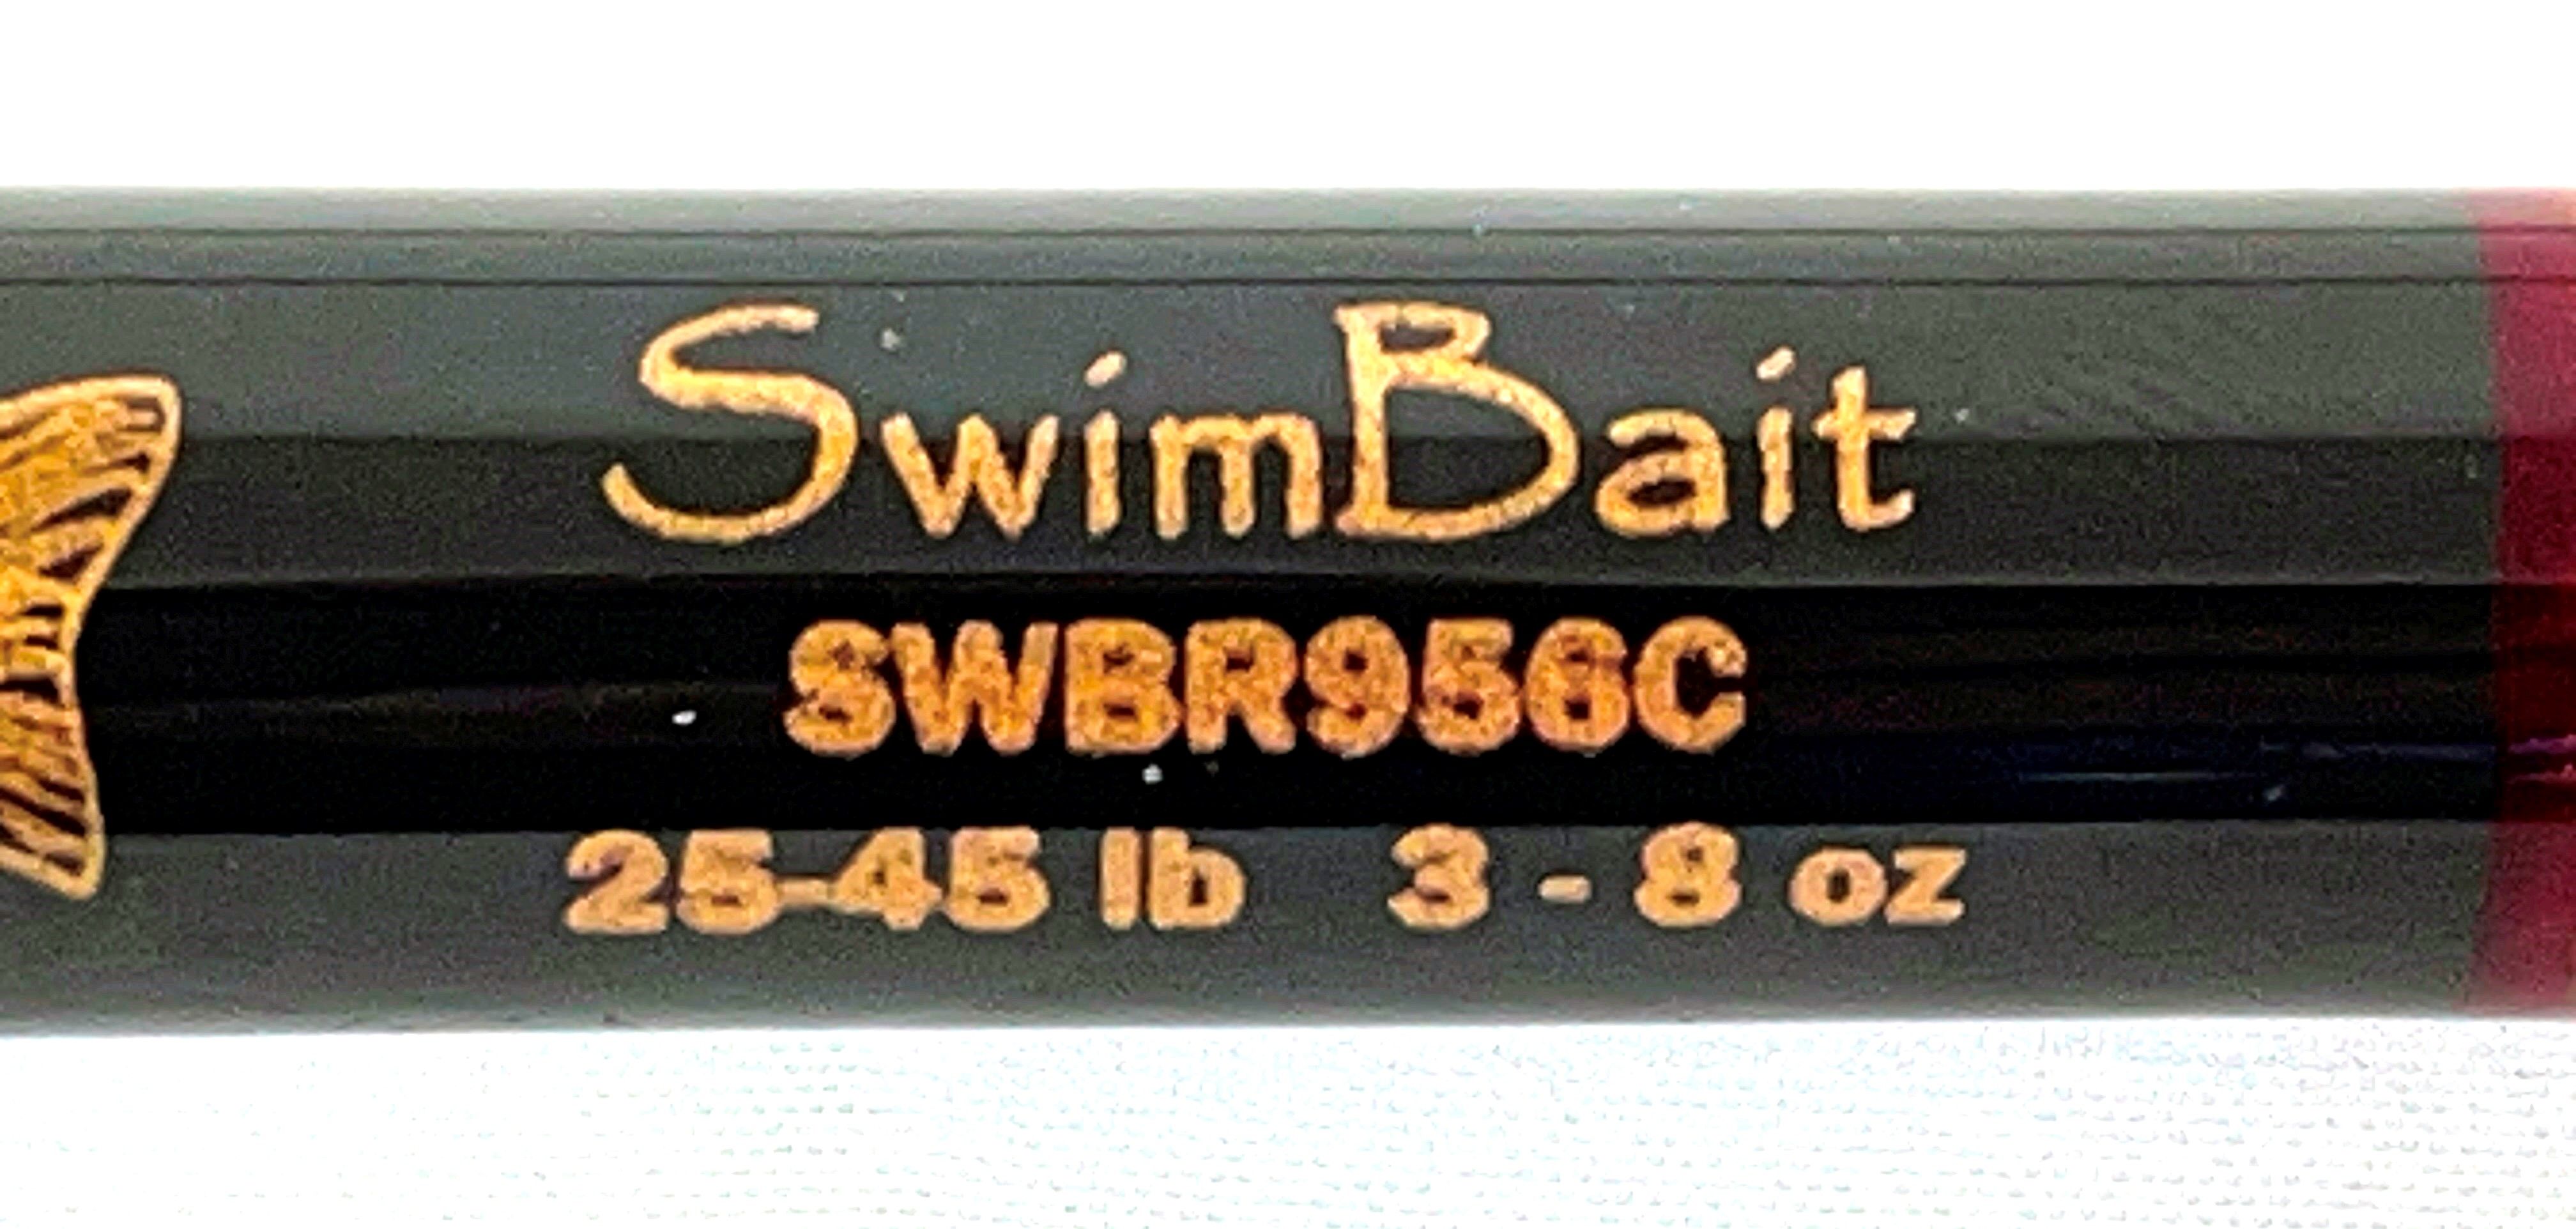 SwimBait
SWBR956C
25-45 lb 3 - 8 oz